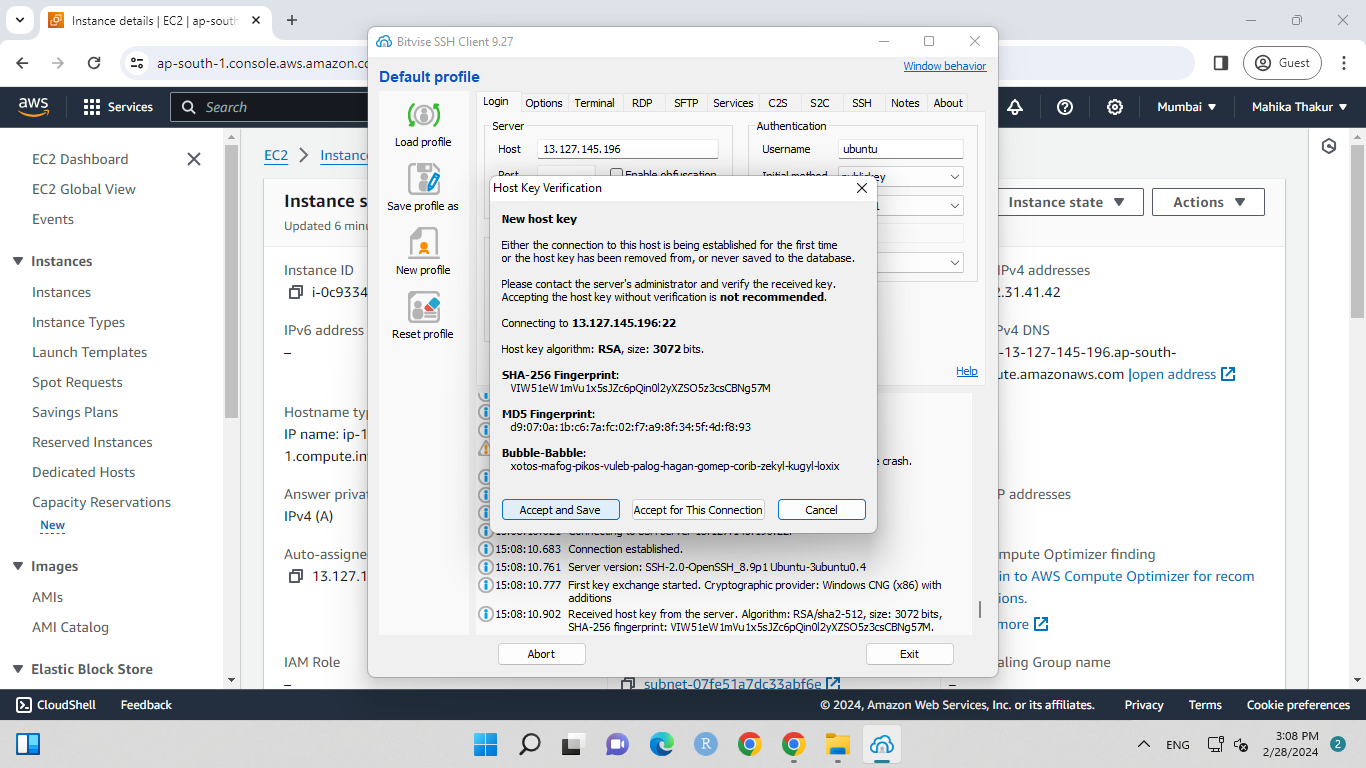 Instance details | EC2 | ap-south
ap-south-1.console.aws.amazon.co
Guest
aws
Services
Search
Mumbai
Mahika Thakur
EC2 Dashboard
EC2 Global View
Events
Instances
Instances
Instance Types
Launch Templates
Spot Requests
Savings Plans
Reserved Instances
Dedicated Hosts
Capacity Reservations
New
Images
AMIs
AMI Catalog
Elastic Block Store
EC2
Instanc
Instance s
Updated 6 minu
Instance state
Actions
Instance ID
i-0c9334
IPv6 address
–
Hostname typ
IP name: ip-1
1.compute.int
Answer priva
IPv4 (A)
Auto-assigne
13.127.1
IAM Role
–
IPv4 addresses
2.31.41.42
IPv4 DNS
-13-127-145-196.ap-south-
ute.amazonaws.com |open address
P addresses
mpute Optimizer finding
in to AWS Compute Optimizer for recom
ons.
more
aling Group name
–
subnet-07fe51a7dc33abf6e
Bitvise SSH Client 9.27
Default profile
Window behavior
Load profile
Save profile as
New profile
Reset profile
Login
Options
Terminal
RDP
SFTP
Services
C2S
S2C
SSH
Notes
About
Server
Host
13.127.145.196
Port
Enable obfuscation
Authentication
Username
ubuntu
Initial method
publickey
1
Help
Host Key Verification
New host key
Either the connection to this host is being established for the first time
or the host key has been removed from, or never saved to the database.
Please contact the server's administrator and verify the received key.
Accepting the host key without verification is not recommended.
Connecting to 13.127.145.196:22
Host key algorithm: RSA, size: 3072 bits.
SHA-256 Fingerprint:
VIW51eW1mVu1x5sJZc6pQin0l2yXZSO5z3csCBNg57M
MD5 Fingerprint:
d9:07:0a:1b:c6:7a:fc:02:f7:a9:8f:34:5f:4d:f8:93
Bubble-Babble:
xotos-mafog-pikos-vuleb-palog-hagan-gomep-corib-zekyl-kugyl-loxix
Accept and Save
Accept for This Connection
Cancel
e crash.
15:08:10.683 Connection established.
15:08:10.761 Server version: SSH-2.0-OpenSSH_8.9p1 Ubuntu-3ubuntu0.4
15:08:10.777 First key exchange started. Cryptographic provider: Windows CNG (x86) with
additions
15:08:10.902 Received host key from the server. Algorithm: RSA/sha2-512, size: 3072 bits,
SHA-256 fingerprint: VIW51eW1mVu1x5sJZc6pQin0l2yXZSO5z3csCBNg57M.
Abort
Exit
CloudShell
Feedback
© 2024, Amazon Web Services, Inc. or its affiliates.
Privacy
Terms
Cookie preferences
R
ENG
3:08 PM
2/28/2024
2